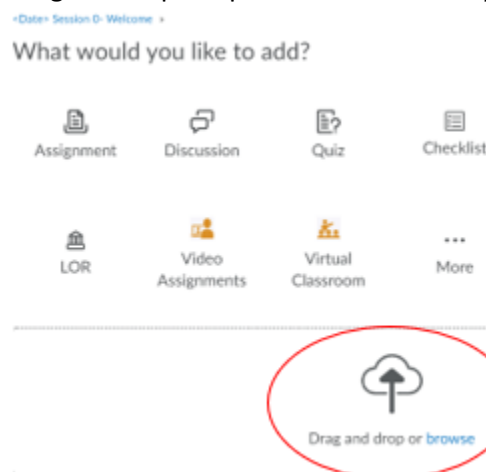 <Date> Session 0- Welcome >
What would you like to add?
Assignment Discussion Quiz Checklist
LOR Video Assignments Virtual Classroom More
Drag and drop or browse